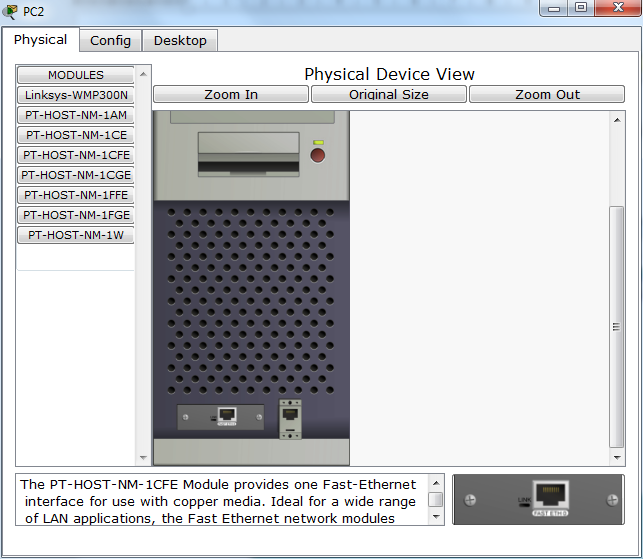 PC2
Physical
Config
Desktop
MODULES
Linksys-WMP300N
PT-HOST-NM-1AM
PT-HOST-NM-1CE
PT-HOST-NM-1CFE
PT-HOST-NM-1CGE
PT-HOST-NM-1FFE
PT-HOST-NM-1FGE
PT-HOST-NM-1W
Physical Device View
Zoom In
Original Size
Zoom Out
FAST ETH 0
The PT-HOST-NM-1CFE Module provides one Fast-Ethernet
interface for use with copper media. Ideal for a wide range
of LAN applications, the Fast Ethernet network modules
LINK
FAST ETH 0